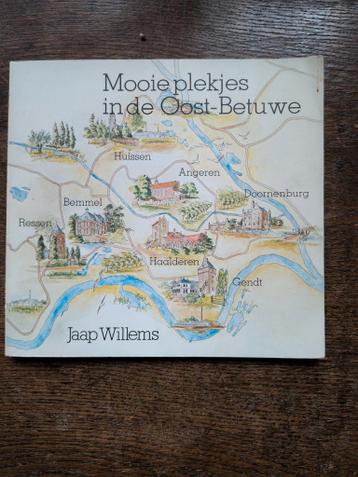 Mooie plekjes
in de Oost-Betuwe
Huissen
Angeren
Doornenburg
Bemmel
Ressen
Haalderen
Gendt
Jaap Willems